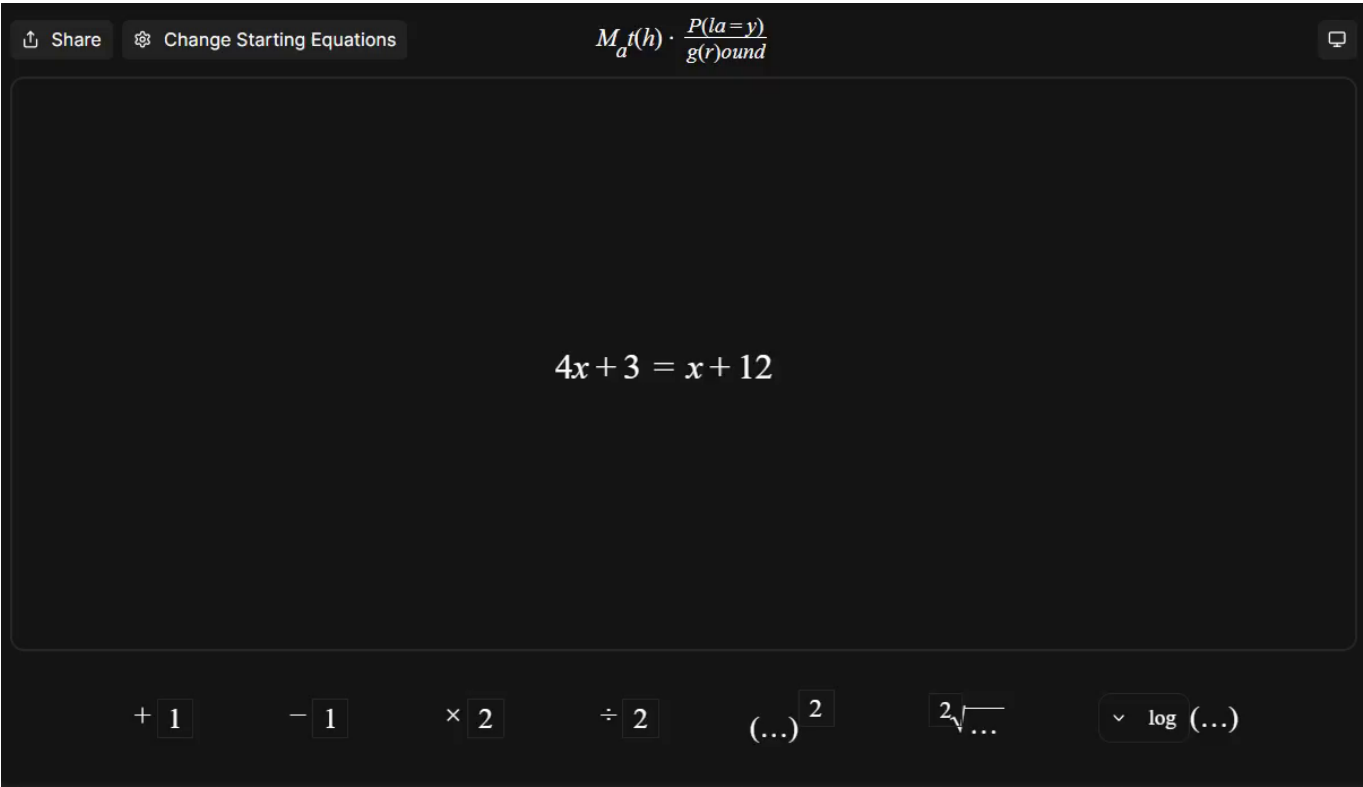 Share
Change Starting Equations
M_a t(h) · P(la = y) / g(r)ound
4x + 3 = x + 12
+ 1
− 1
× 2
÷ 2
(...)²
²√...
log (...)